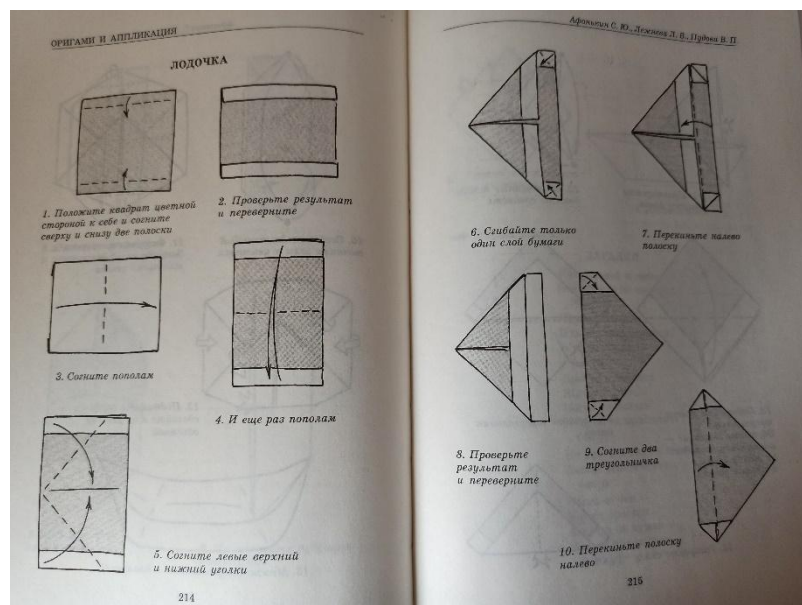 ОРИГАМИ И АППЛИКАЦИЯ
ЛОДОЧКА
1. Положите квадрат цветной
стороной к себе и согните
сверху и снизу две полоски
2. Проверьте результат
и переверните
3. Согните пополам
4. И еще раз пополам
5. Согните левые верхний
и нижний уголки
214
Афонькин С. Ю., Лежнева Л. В., Пудова В. П.
6. Сгибайте только
один слой бумаги
7. Перекиньте налево
полоску
8. Проверьте
результат
и переверните
9. Согните два
треугольничка
10. Перекиньте полоску
налево
215